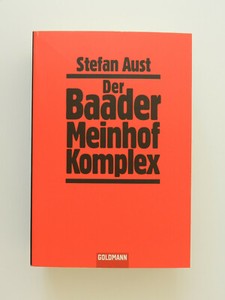 Stefan Aust
Der
Baader
Meinhof
Komplex
GOLDMANN